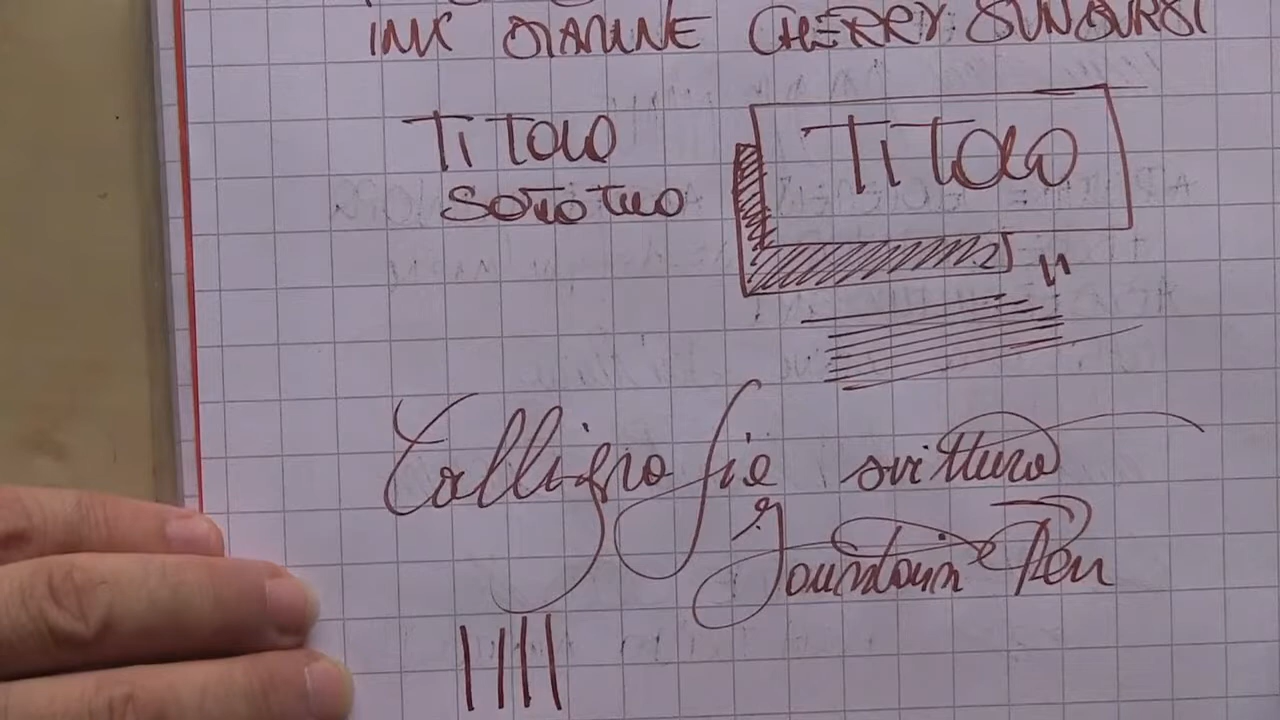 INK DIAMINE CHERRY SUNBURST
TITOLO TITOLO
SOTTOTITOLO
Calligrafia scrittura
Fountain Pen